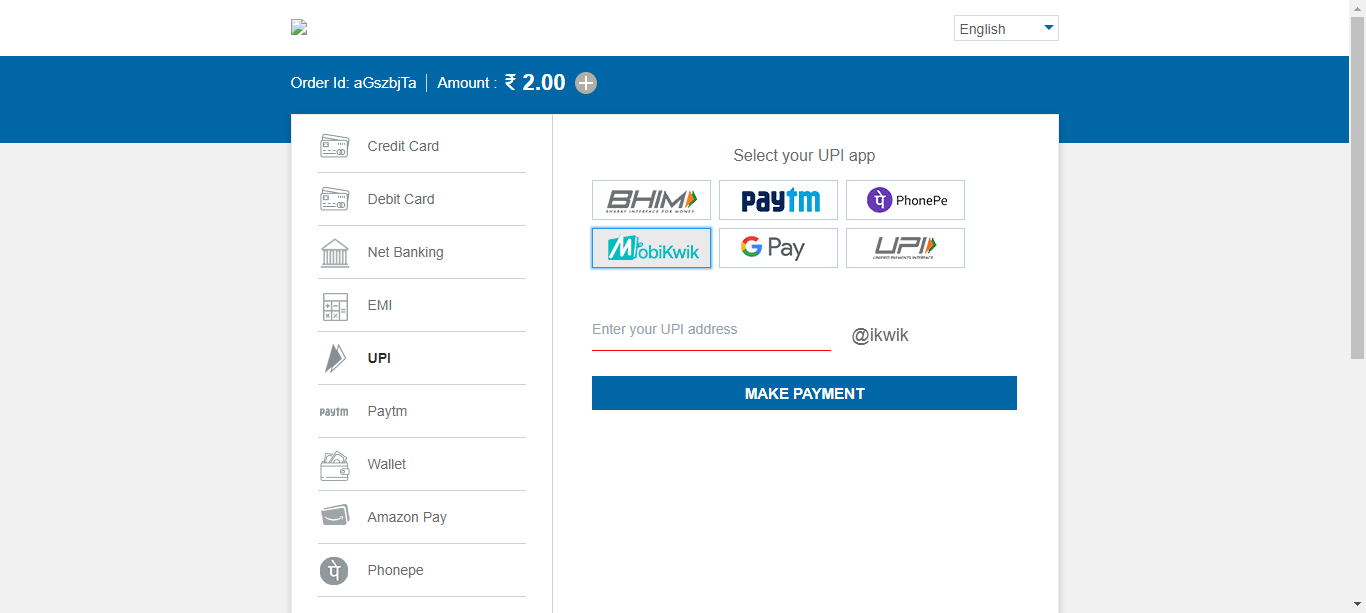 English
Order Id: aGszbjTa
Amount : ₹ 2.00
Credit Card
Debit Card
Net Banking
EMI
UPI
paytm Paytm
Wallet
Amazon Pay
पे Phonepe
Select your UPI app
BHIM
BHARAT INTERFACE FOR MONEY
paytm
पे PhonePe
MobiKwik
G Pay
UPI
UNIFIED PAYMENTS INTERFACE
Enter your UPI address
@ikwik
MAKE PAYMENT